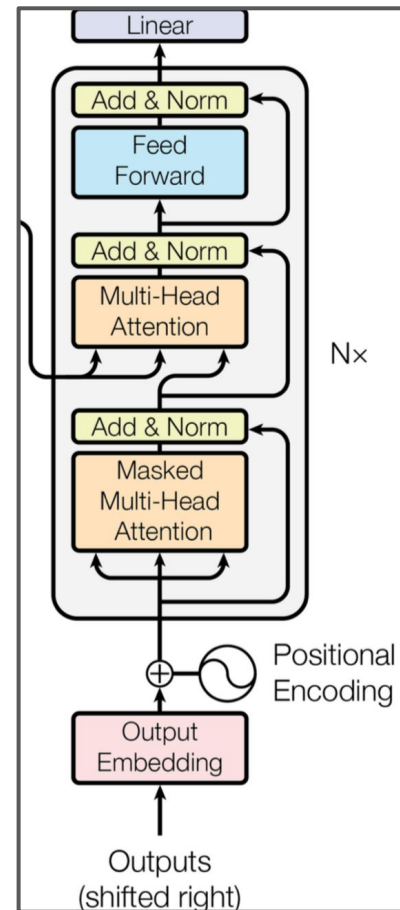 Linear
Add & Norm
Feed
Forward
Add & Norm
Multi-Head
Attention
N×
Add & Norm
Masked
Multi-Head
Attention
Positional
Encoding
Output
Embedding
Outputs
(shifted right)